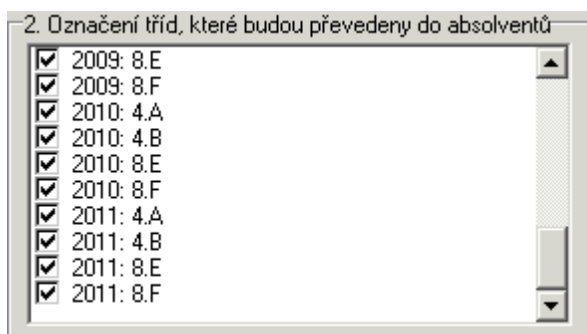 2. Označení tříd, které budou převedeny do absolventů
2009: 8.E
2009: 8.F
2010: 4.A
2010: 4.B
2010: 8.E
2010: 8.F
2011: 4.A
2011: 4.B
2011: 8.E
2011: 8.F